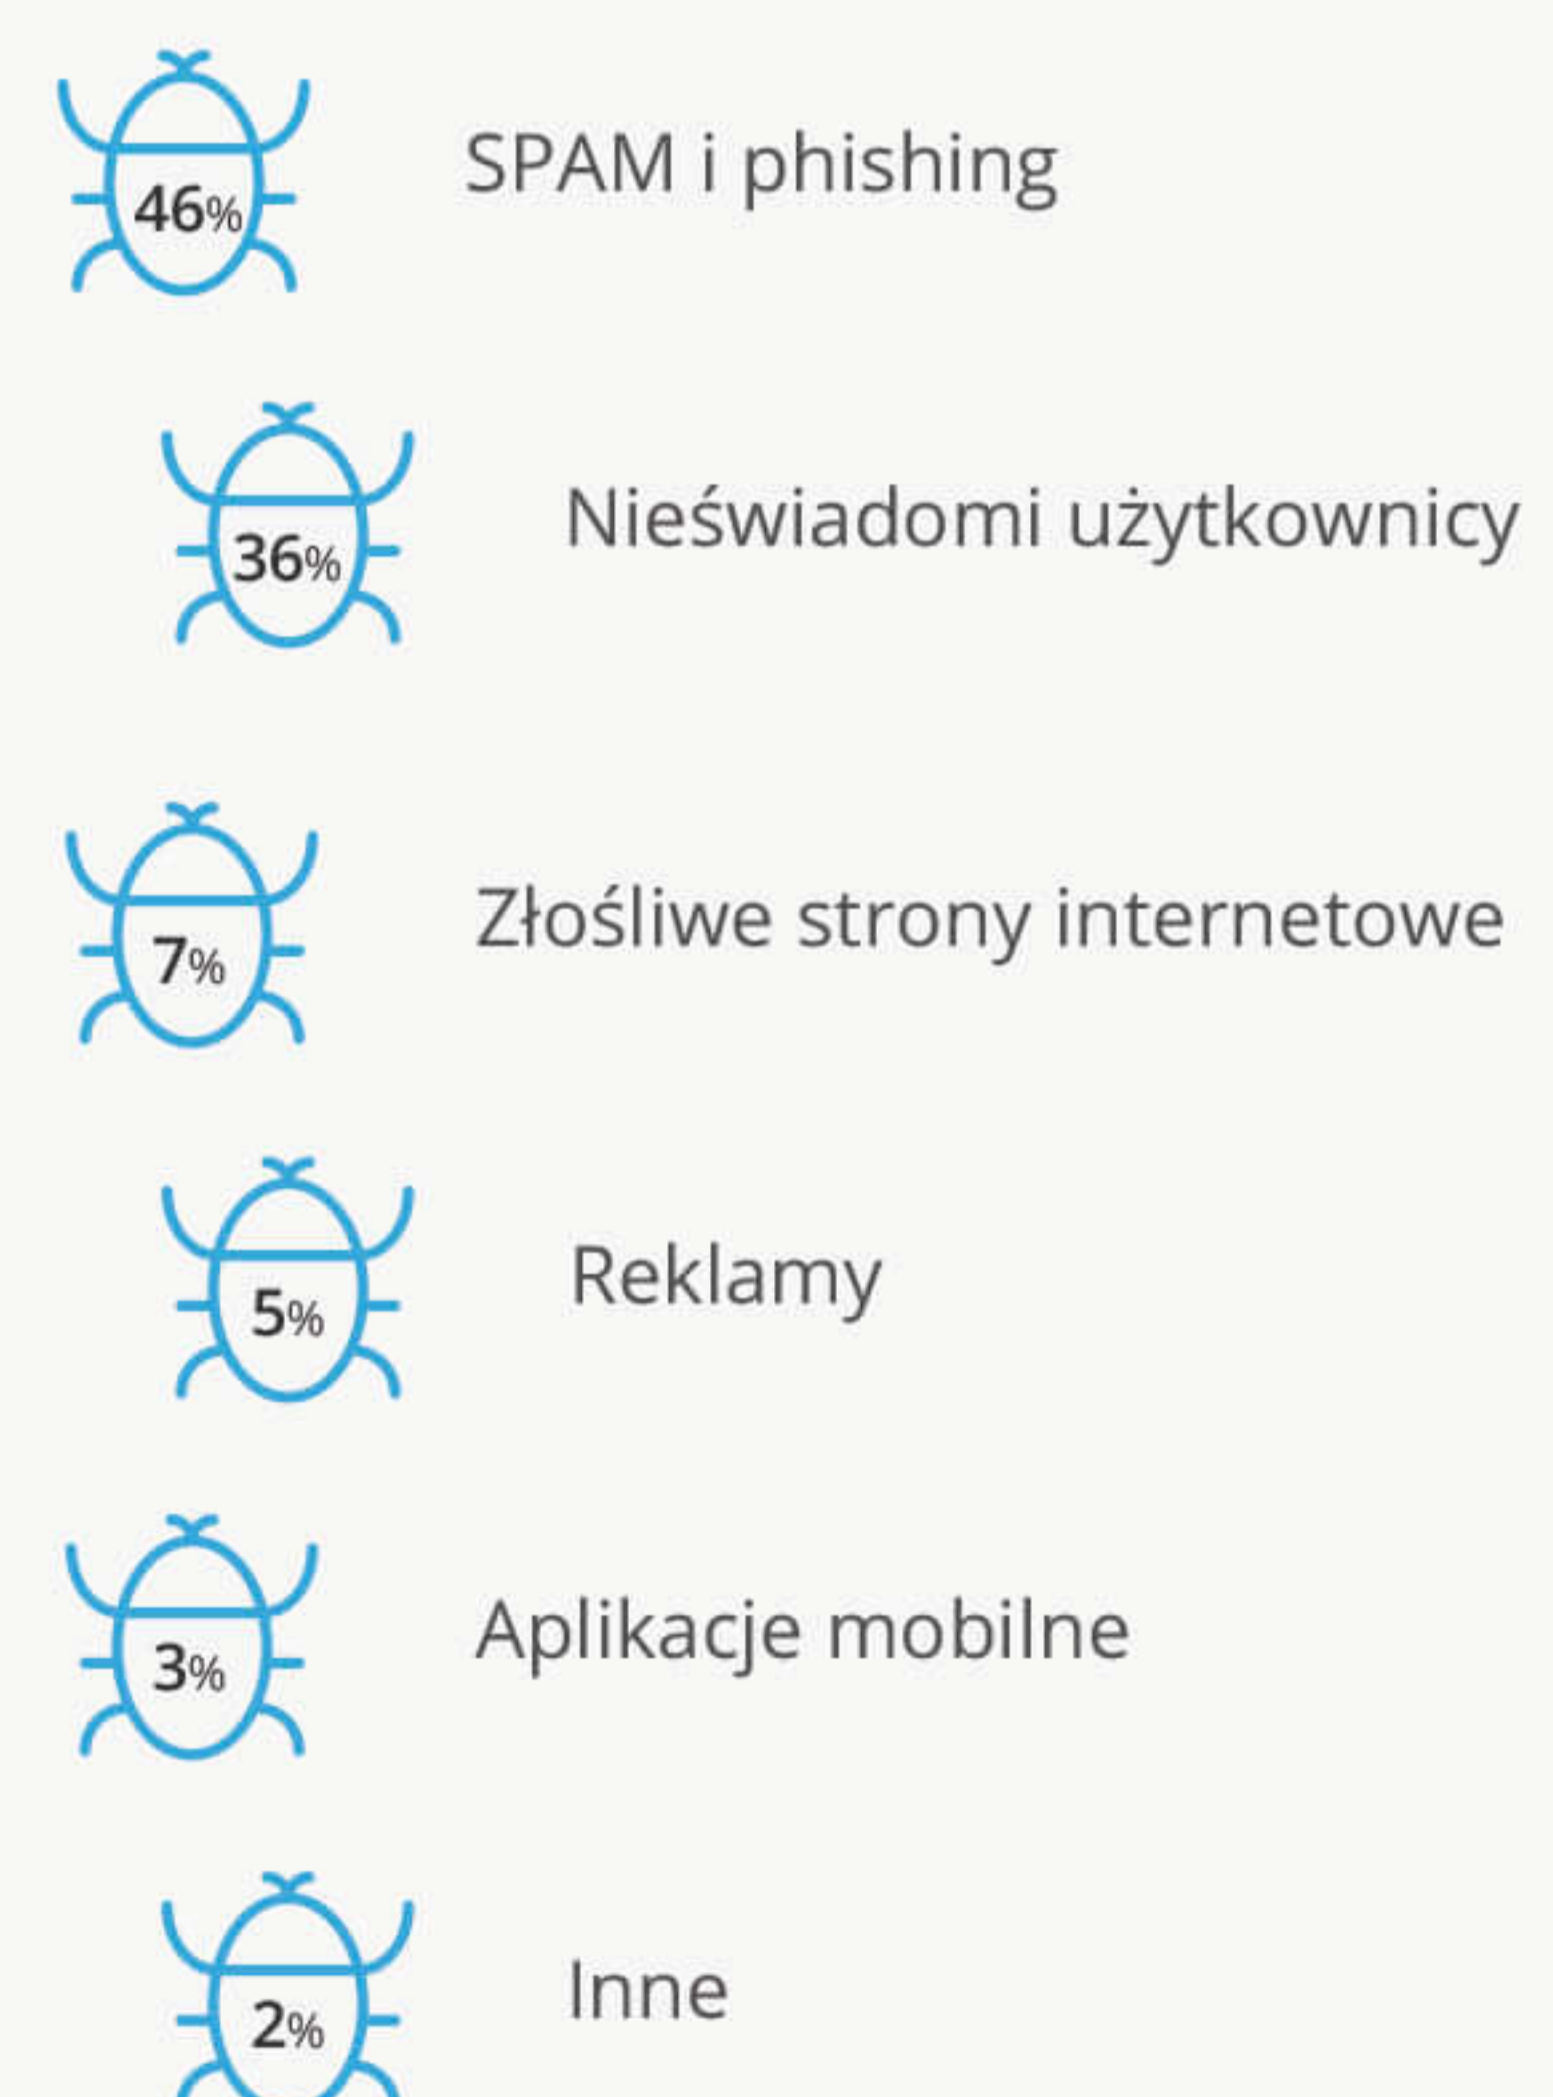 46% SPAM i phishing
36% Nieświadomi użytkownicy
7% Złośliwe strony internetowe
5% Reklamy
3% Aplikacje mobilne
2% Inne